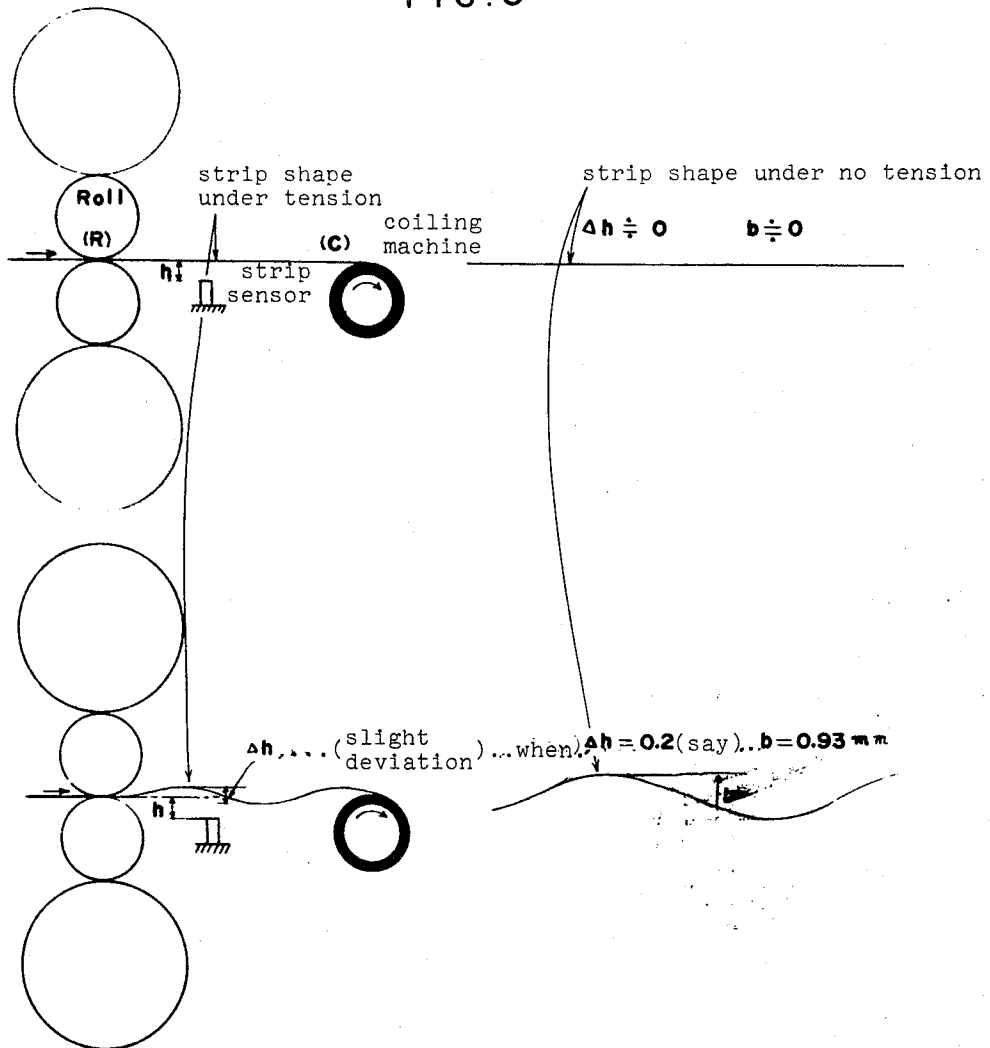 strip shape
under tension
strip shape under no tension
Δh ≑ 0 b ≑ 0
Roll
(R)
(C)
coiling
machine
h
strip
sensor
Δh,...(slight deviation)...when) Δh = 0.2(say)..b=0.93 mm
h